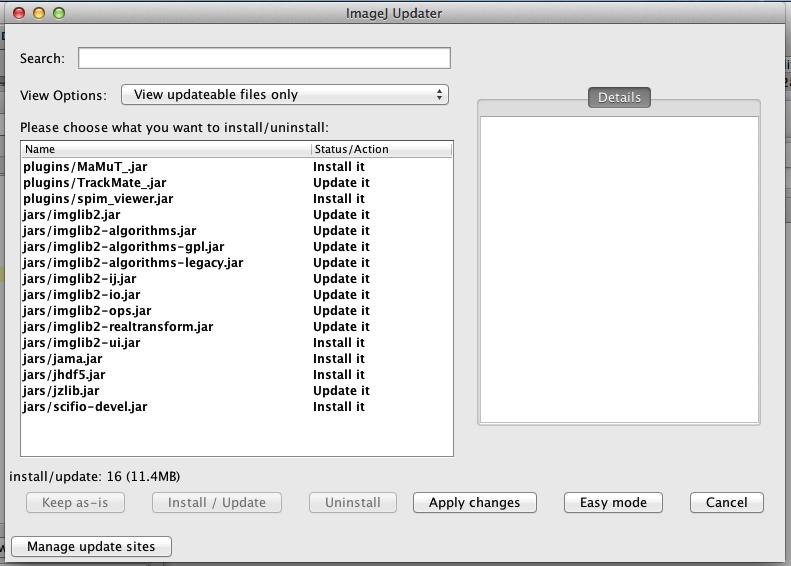 ImageJ Updater
Search:
View Options: View updateable files only
Details
Please choose what you want to install/uninstall:
Name Status/Action
plugins/MaMuT_.jar Install it
plugins/TrackMate_.jar Update it
plugins/spim_viewer.jar Install it
jars/imglib2.jar Update it
jars/imglib2-algorithms.jar Update it
jars/imglib2-algorithms-gpl.jar Update it
jars/imglib2-algorithms-legacy.jar Update it
jars/imglib2-ij.jar Update it
jars/imglib2-io.jar Update it
jars/imglib2-ops.jar Update it
jars/imglib2-realtransform.jar Update it
jars/imglib2-ui.jar Install it
jars/jama.jar Install it
jars/jhdf5.jar Install it
jars/jzlib.jar Update it
jars/scifio-devel.jar Install it
install/update: 16 (11.4MB)
Keep as-is Install / Update Uninstall Apply changes Easy mode Cancel
Manage update sites